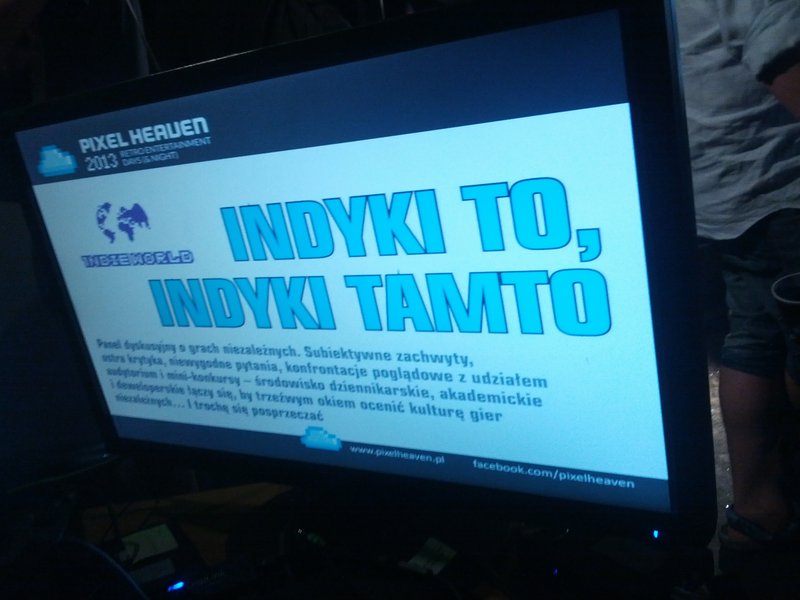 PIXEL HEAVEN
2013 RETRO/ENTERTAINMENT
DAYS (& NIGHT)
INDIE WORLD
INDYKI TO,
INDYKI TAMTO
Panel dyskusyjny o grach niezależnych. Subiektywne zachwyty,
ostra krytyka, niewygodne pytania, konfrontacje poglądowe z udziałem
audytorium i mini-konkursy – środowisko dziennikarskie, akademickie
i deweloperskie łączy się, by trzeźwym okiem ocenić kulturę gier
niezależnych... I trochę się posprzeczać
www.pixelheaven.pl
facebook.com/pixelheaven